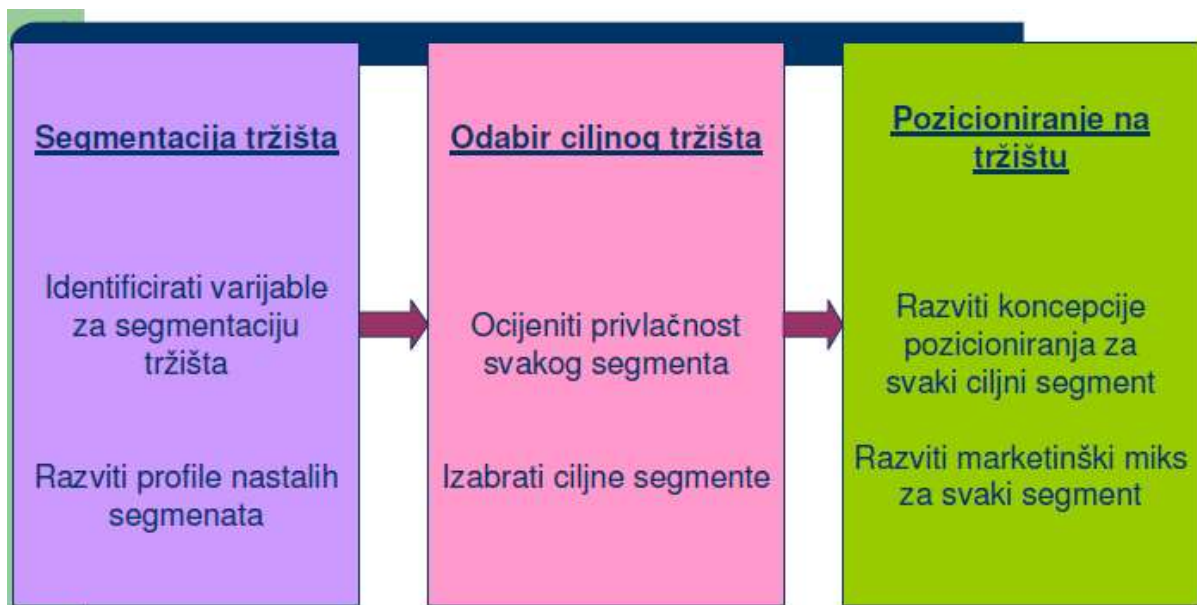 Segmentacija tržišta
Identificirati varijable
za segmentaciju
tržišta
Razviti profile nastalih
segmenata
Odabir ciljnog tržišta
Ocijeniti privlačnost
svakog segmenta
Izabrati ciljne segmente
Pozicioniranje na
tržištu
Razviti koncepcije
pozicioniranja za
svaki ciljni segment
Razviti marketinški miks
za svaki segment